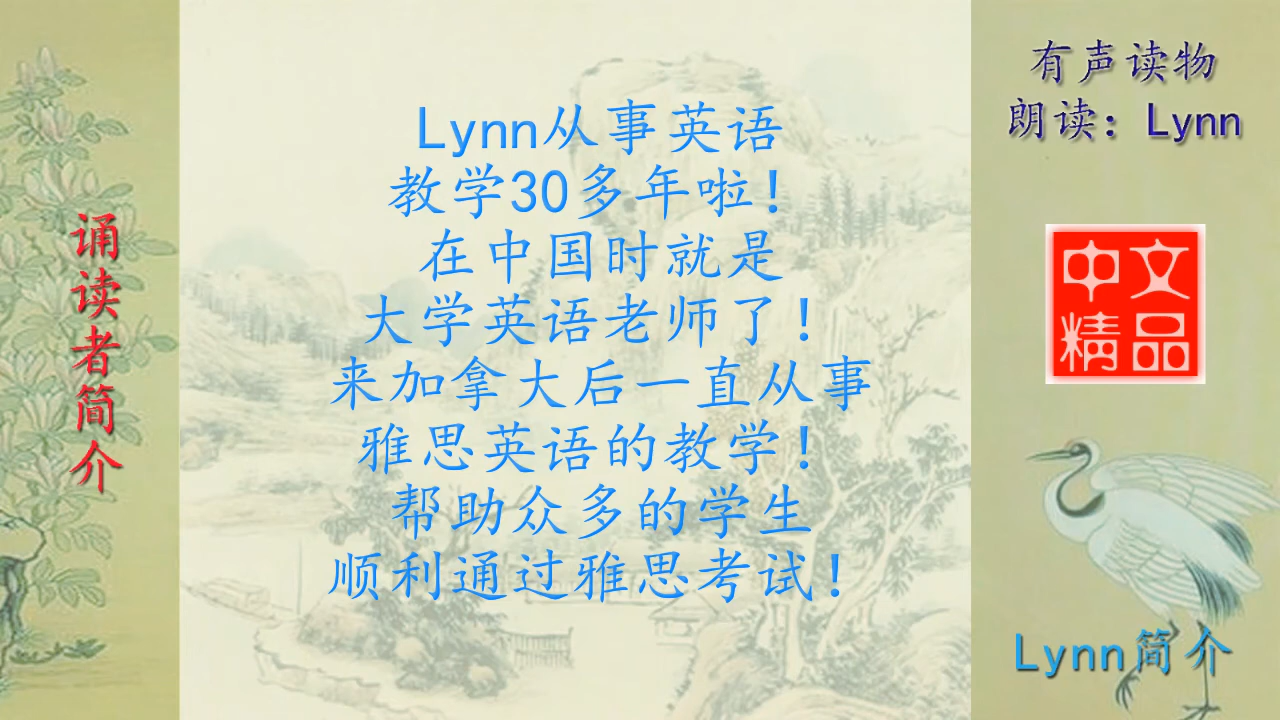 诵读者简介
Lynn从事英语
教学30多年啦！
在中国时就是
大学英语老师了！
来加拿大后一直从事
雅思英语的教学！
帮助众多的学生
顺利通过雅思考试！
有声读物
朗读：Lynn
中文
精品
Lynn简介